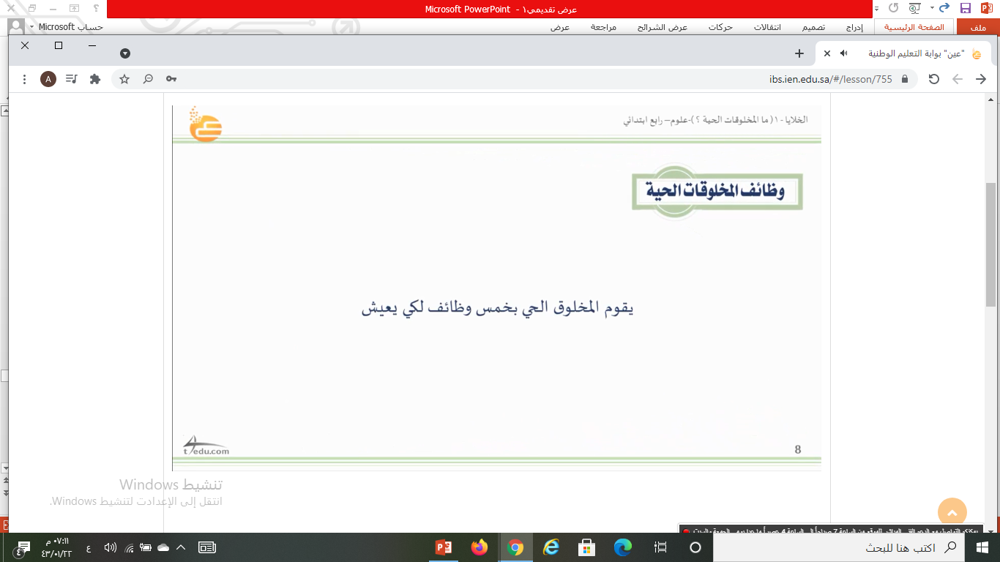 عرض تقديمي١ - Microsoft PowerPoint
ملف
الصفحة الرئيسية
إدراج
تصميم
انتقالات
حركات
عرض الشرائح
مراجعة
عرض
حساب Microsoft
"عين" بوابة التعليم الوطنية
ibs.ien.edu.sa/#/lesson/755
A
الخلايا - ١( ما المخلوقات الحية ؟ )-علوم– رابع ابتدائي
وظائف المخلوقات الحية
يقوم المخلوق الحي بخمس وظائف لكي يعيش
t4edu.com
8
تنشيط Windows
انتقل إلى الإعدادت لتنشيط Windows.
اكتب هنا للبحث
ع
٠٧:١١ م
٤٣/٠١/٢٢
٤